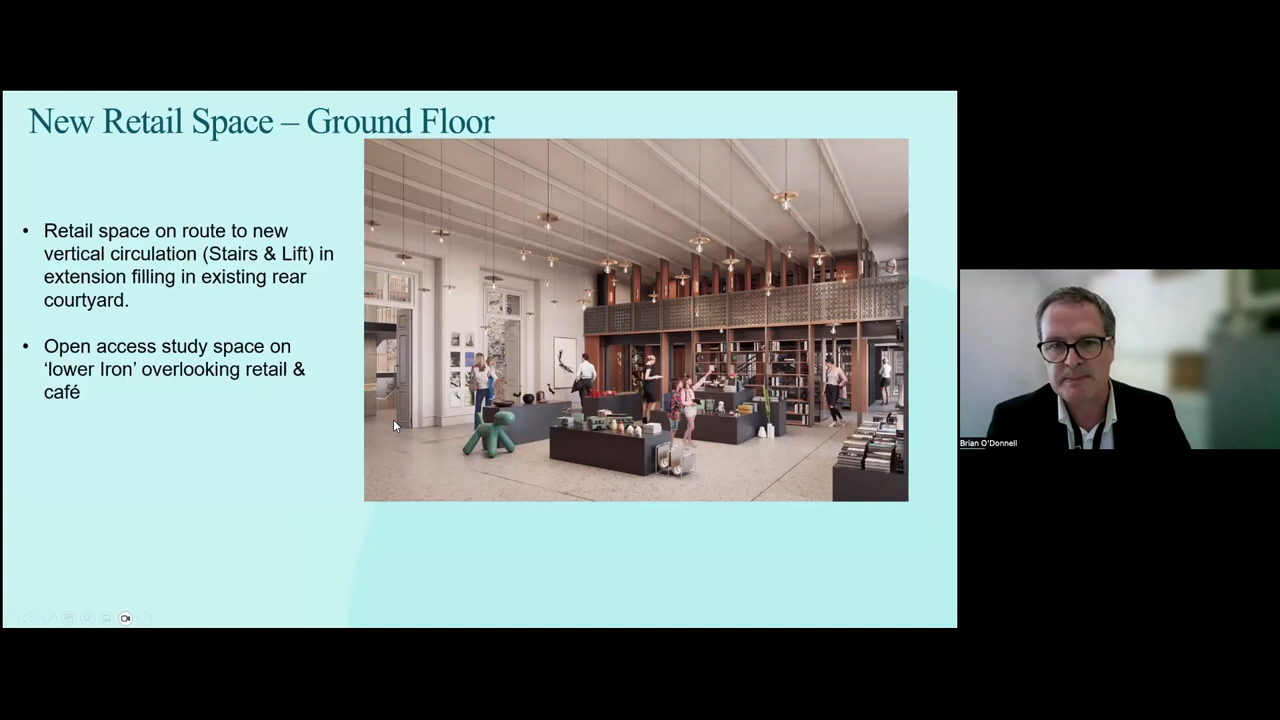 New Retail Space – Ground Floor
• Retail space on route to new
vertical circulation (Stairs & Lift) in
extension filling in existing rear
courtyard.
• Open access study space on
‘lower Iron’ overlooking retail &
café
Brian O'Donnell